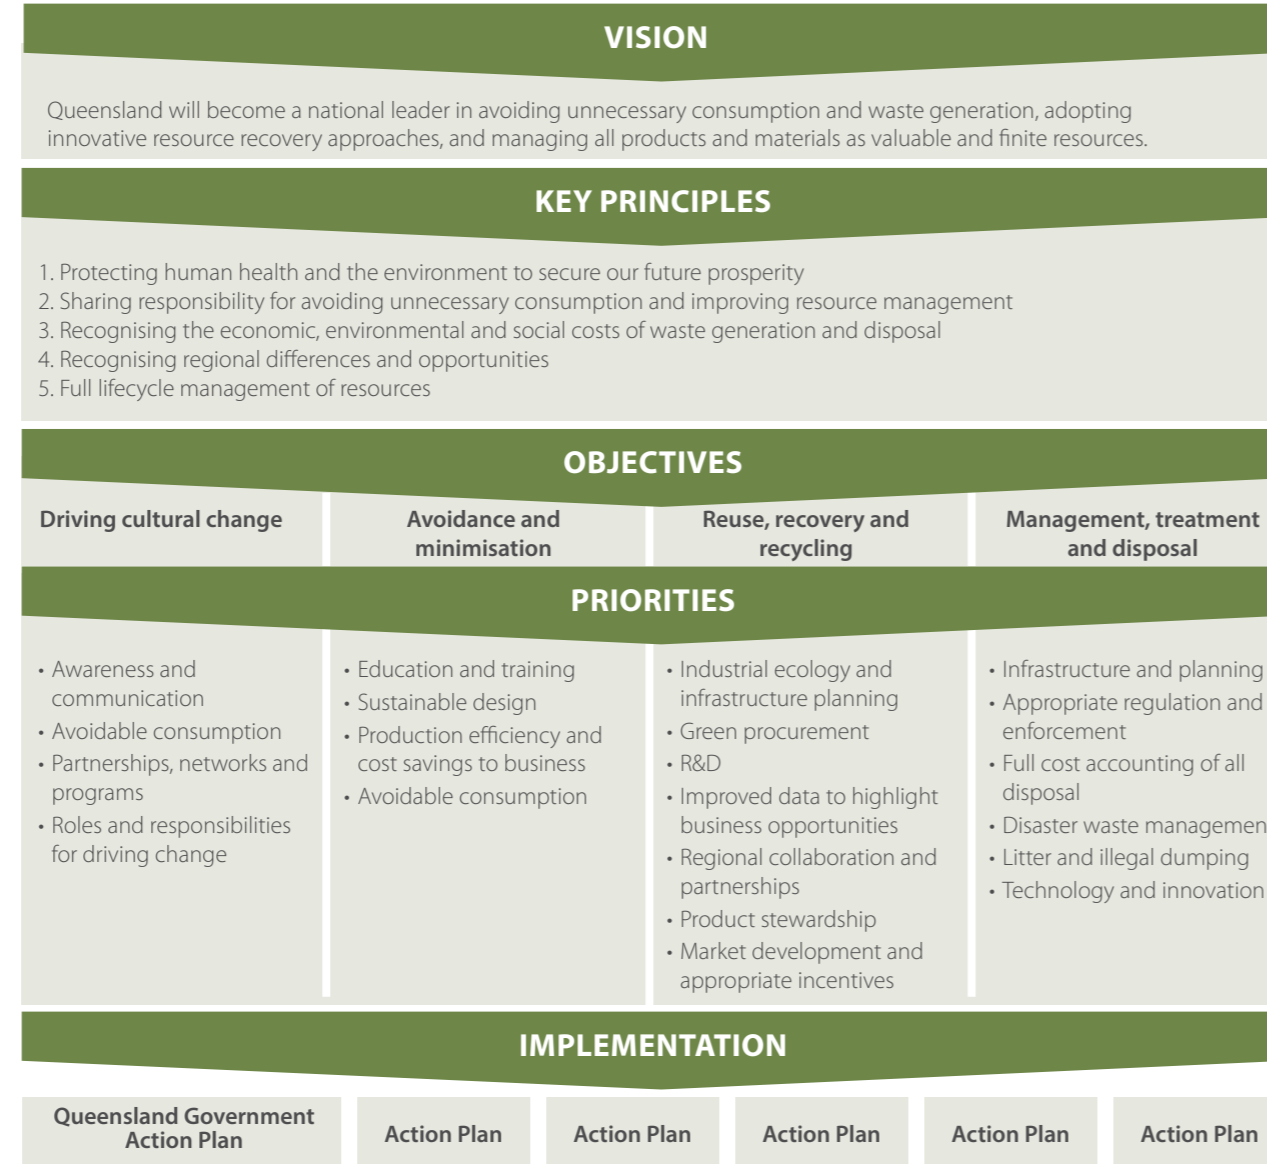 VISION
Queensland will become a national leader in avoiding unnecessary consumption and waste generation, adopting
innovative resource recovery approaches, and managing all products and materials as valuable and finite resources.
KEY PRINCIPLES
1. Protecting human health and the environment to secure our future prosperity
2. Sharing responsibility for avoiding unnecessary consumption and improving resource management
3. Recognising the economic, environmental and social costs of waste generation and disposal
4. Recognising regional differences and opportunities
5. Full lifecycle management of resources
OBJECTIVES
Driving cultural change
Avoidance and
minimisation
Reuse, recovery and
recycling
Management, treatment
and disposal
PRIORITIES
• Awareness and
communication
• Avoidable consumption
• Partnerships, networks and
programs
• Roles and responsibilities
for driving change
• Education and training
• Sustainable design
• Production efficiency and
cost savings to business
• Avoidable consumption
• Industrial ecology and
infrastructure planning
• Green procurement
• R&D
• Improved data to highlight
business opportunities
• Regional collaboration and
partnerships
• Product stewardship
• Market development and
appropriate incentives
• Infrastructure and planning
• Appropriate regulation and
enforcement
• Full cost accounting of all
disposal
• Disaster waste managemen
• Litter and illegal dumping
• Technology and innovation
IMPLEMENTATION
Queensland Government
Action Plan
Action Plan
Action Plan
Action Plan
Action Plan
Action Plan